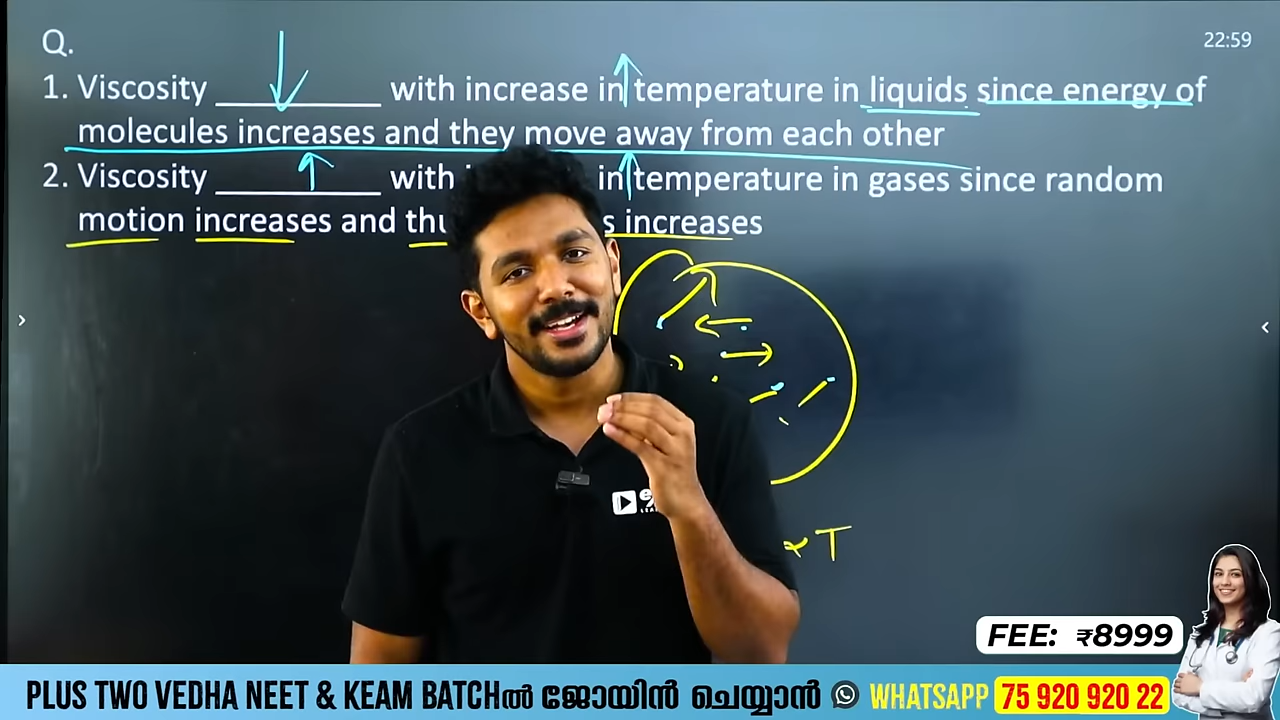 Q.
22:59
1. Viscosity __________ with increase in temperature in liquids since energy of
molecules increases and they move away from each other
2. Viscosity __________ with in temperature in gases since random
motion increases and thu s increases
∝ T
FEE: ₹8999
PLUS TWO VEDHA NEET & KEAM BATCHൽ ജോയിൻ ചെയ്യാൻ WHATSAPP 75 920 920 22